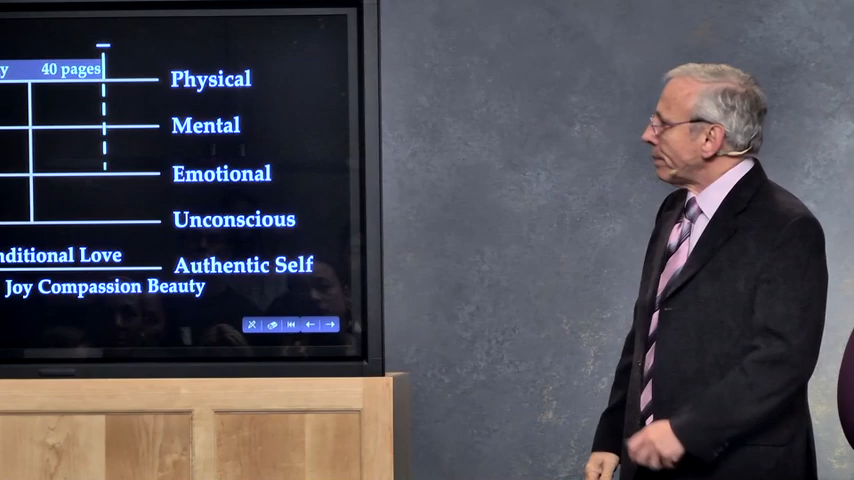 y 40 pages
Physical
Mental
Emotional
Unconscious
nditional Love
Authentic Self
Joy Compassion Beauty